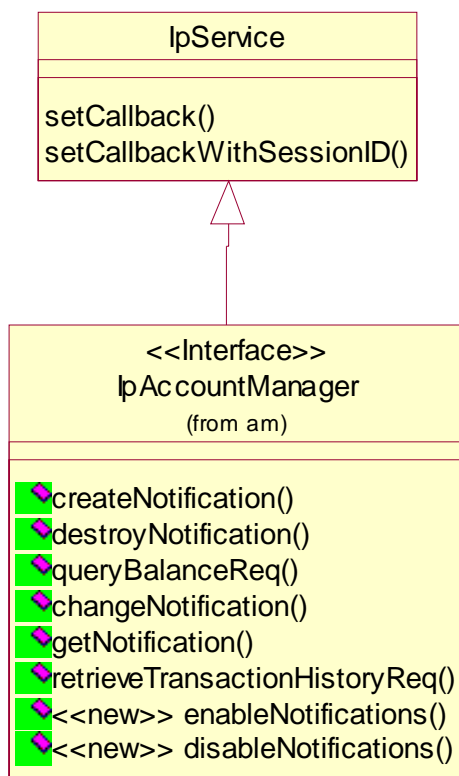 IpService
setCallback()
setCallbackWithSessionID()
<<Interface>>
IpAccountManager
(from am)
createNotification()
destroyNotification()
queryBalanceReq()
changeNotification()
getNotification()
retrieveTransactionHistoryReq()
<<new>> enableNotifications()
<<new>> disableNotifications()